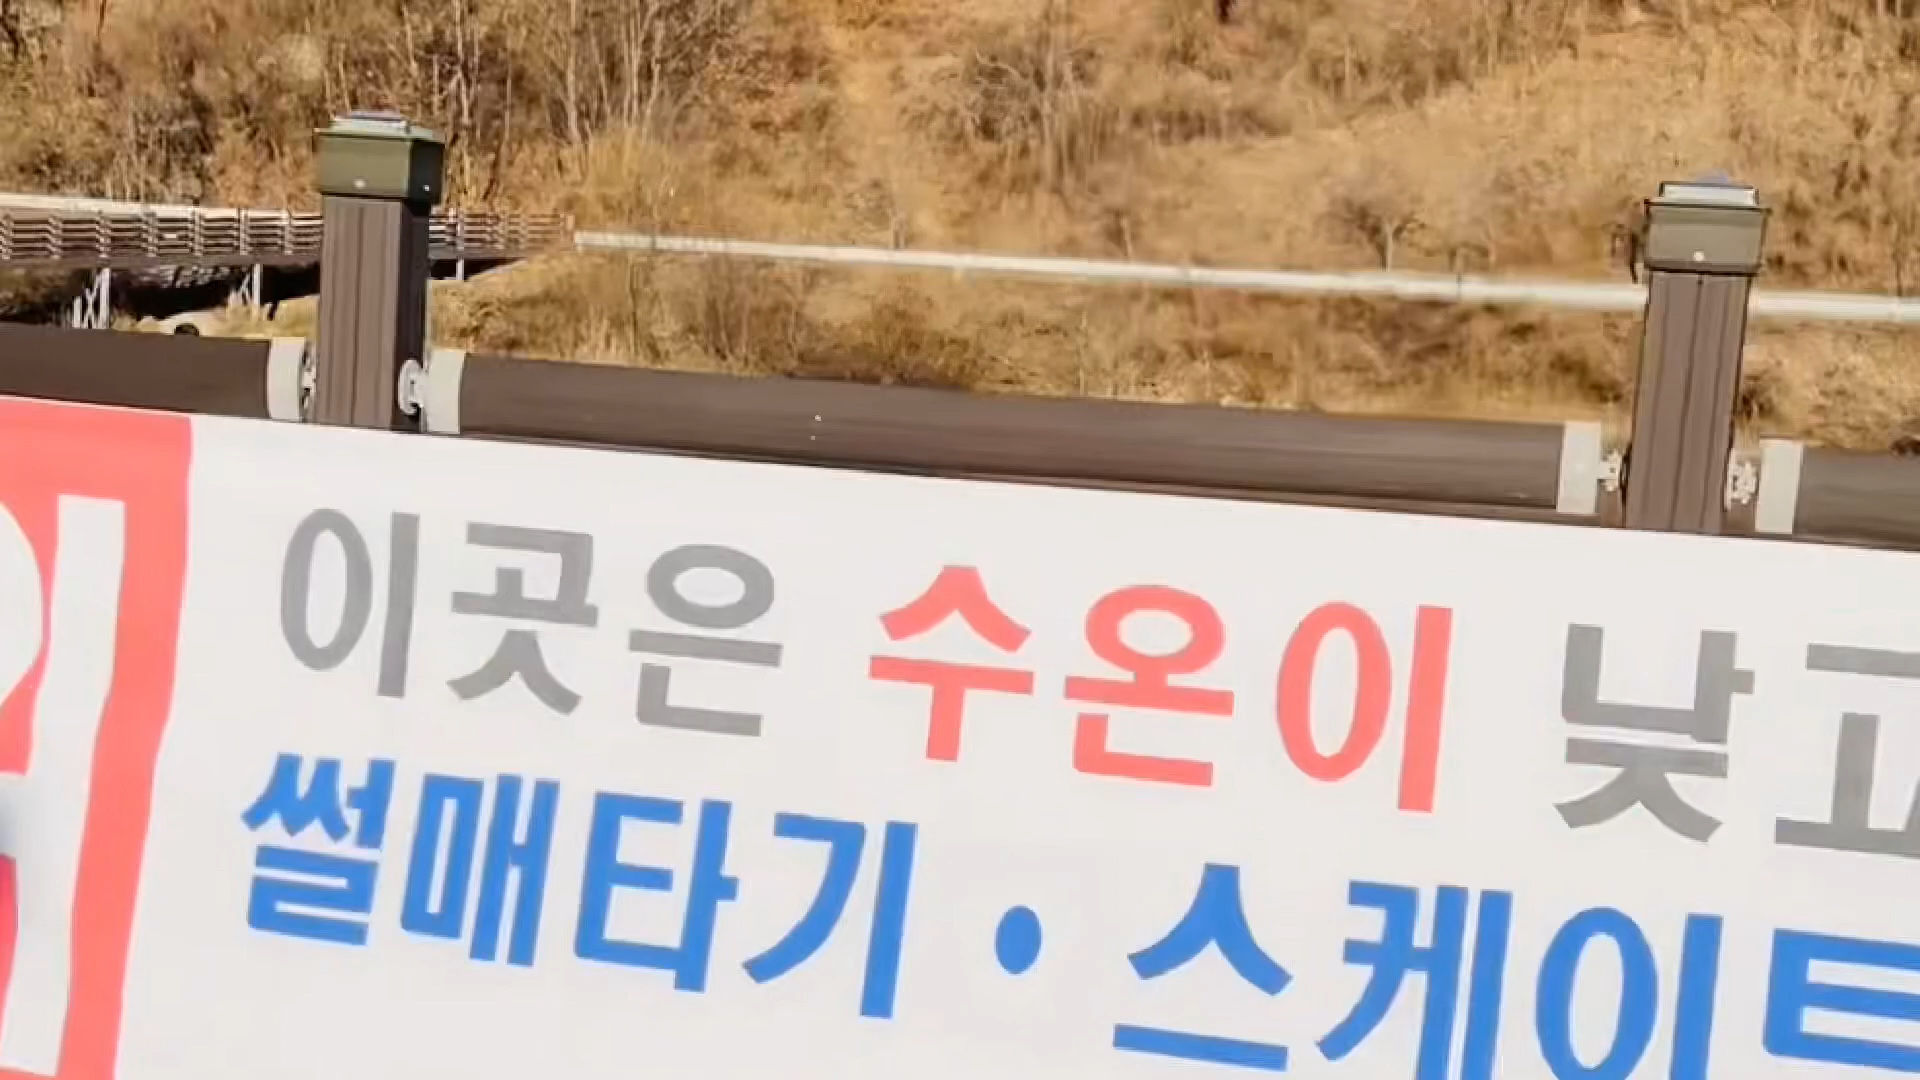 이곳은 수온이 낮고
썰매타기 · 스케이트